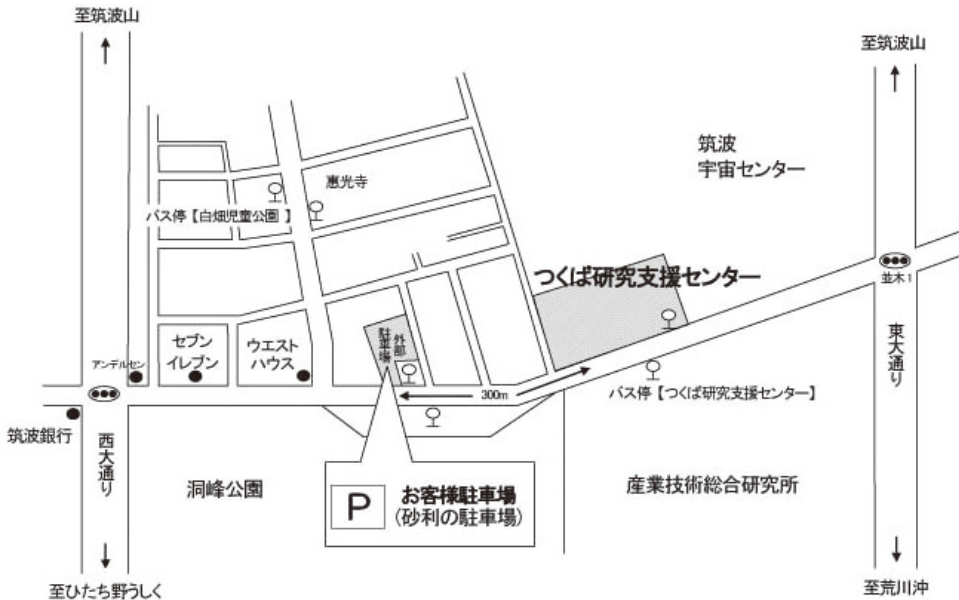 至筑波山
至筑波山
筑波
宇宙センター
恵光寺
バス停【白畑児童公園】
つくば研究支援センター
並木1
外部
駐車場
セブン
イレブン
ウエスト
ハウス
アンデルセン
300m
バス停【つくば研究支援センター】
東大通り
筑波銀行
西大通り
洞峰公園
P
お客様駐車場
(砂利の駐車場)
産業技術総合研究所
至ひたち野うしく
至荒川沖